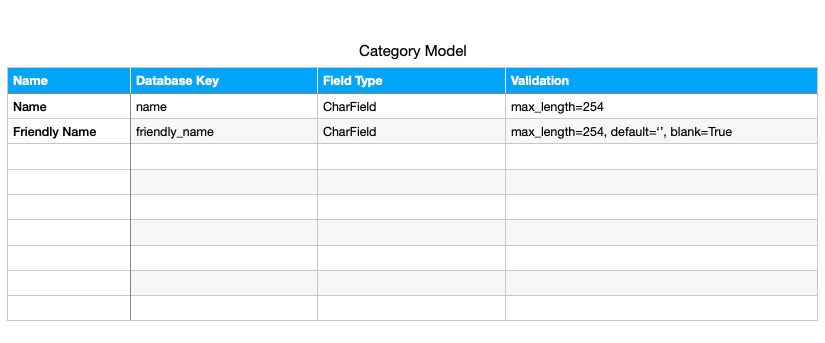 Category Model
Name Database Key Field Type Validation
Name name CharField max_length=254
Friendly Name friendly_name CharField max_length=254, default=‘’, blank=True